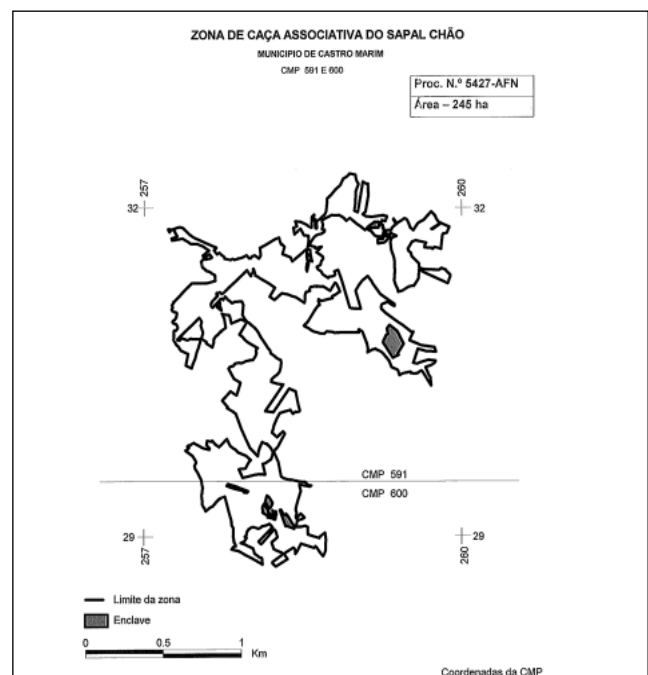 ZONA DE CAÇA ASSOCIATIVA DO SAPAL CHÃO
MUNICIPIO DE CASTRO MARIM
CMP 591 E 600
Proc. N.º 5427-AFN
Área – 245 ha
257
260
32
32
CMP 591
CMP 600
29
29
257
260
Limite da zona
Enclave
0 0.5 1
Km
Coordenadas da CMP